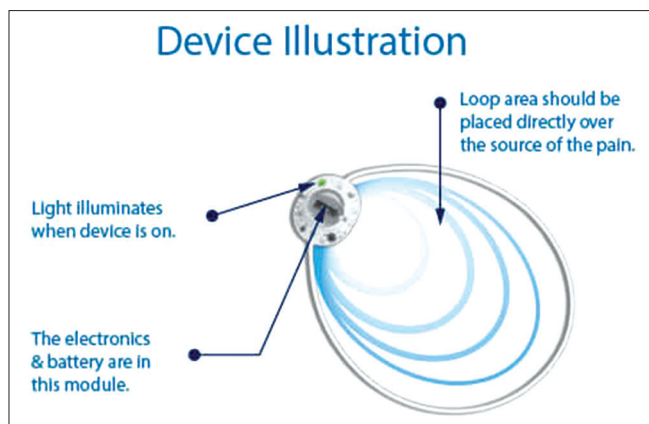 Device Illustration
Loop area should be
placed directly over
the source of the pain.
Light illuminates
when device is on.
The electronics
& battery are in
this module.